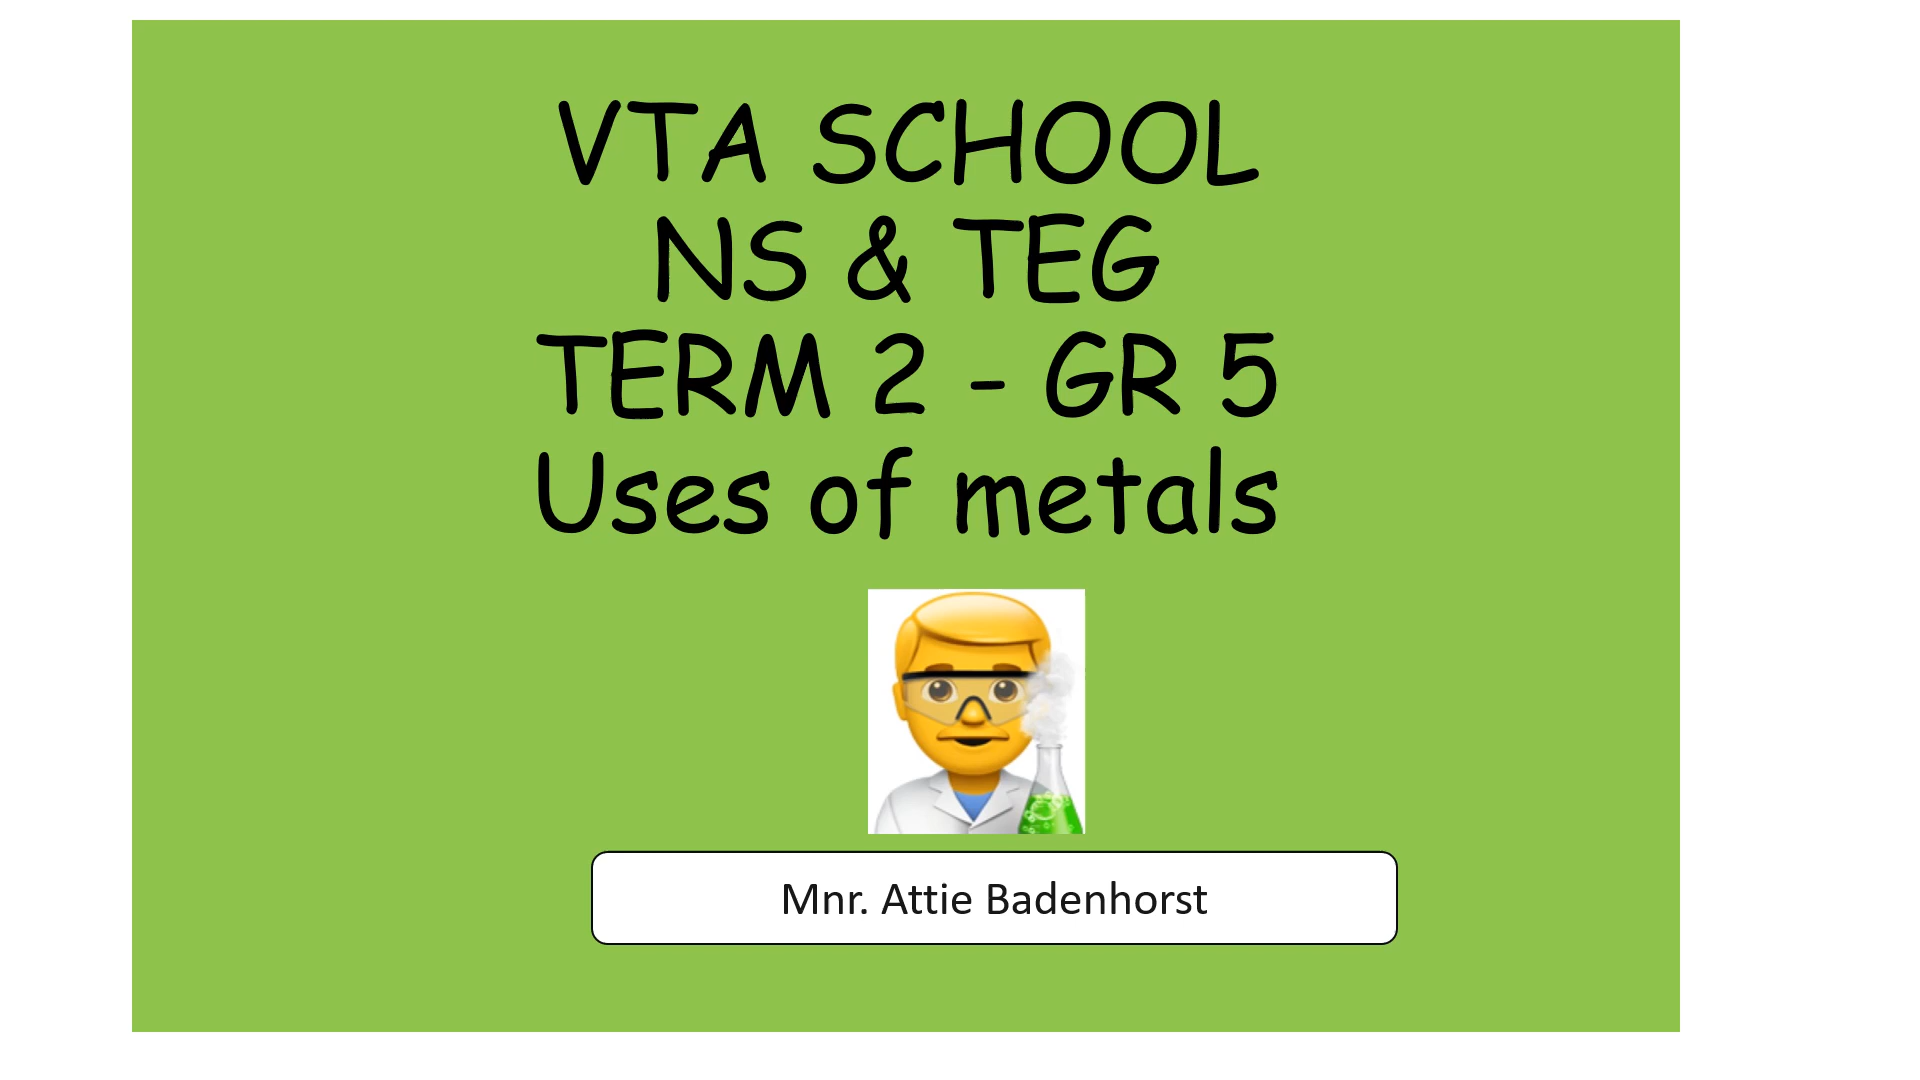 VTA SCHOOL
NS & TEG
TERM 2 - GR 5
Uses of metals
Mnr. Attie Badenhorst